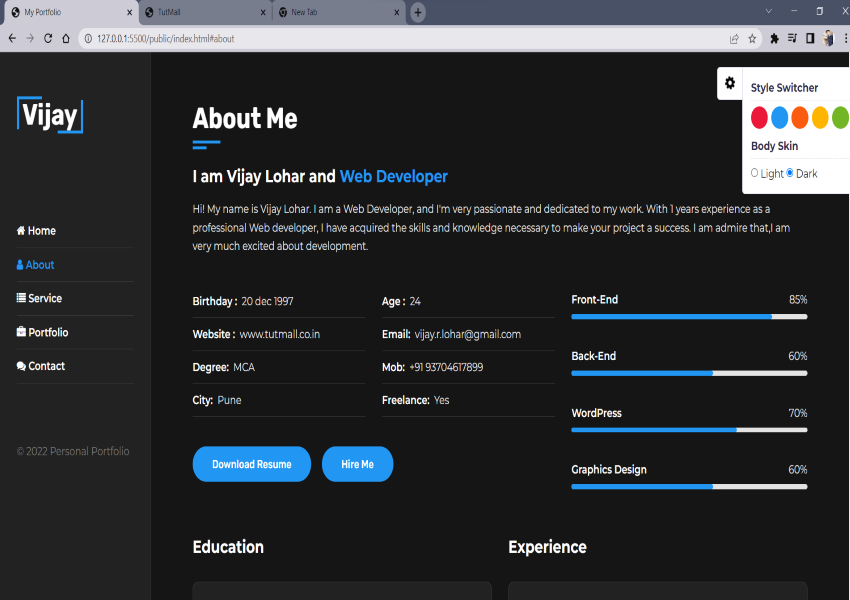 My Portfolio
TutMall
New Tab
127.0.0.1:5500/public/index.html#about
Vijay
Home
About
Service
Portfolio
Contact
© 2022 Personal Portfolio
About Me
I am Vijay Lohar and Web Developer
Hi! My name is Vijay Lohar. I am a Web Developer, and I'm very passionate and dedicated to my work. With 1 years experience as a
professional Web developer, I have acquired the skills and knowledge necessary to make your project a success. I am admire that,I am
very much excited about development.
Birthday : 20 dec 1997
Age : 24
Website : www.tutmall.co.in
Email: vijay.r.lohar@gmail.com
Degree: MCA
Mob: +91 93704617899
City: Pune
Freelance: Yes
Download Resume
Hire Me
Front-End 85%
Back-End 60%
WordPress 70%
Graphics Design 60%
Education
Experience
Style Switcher
Body Skin
Light Dark